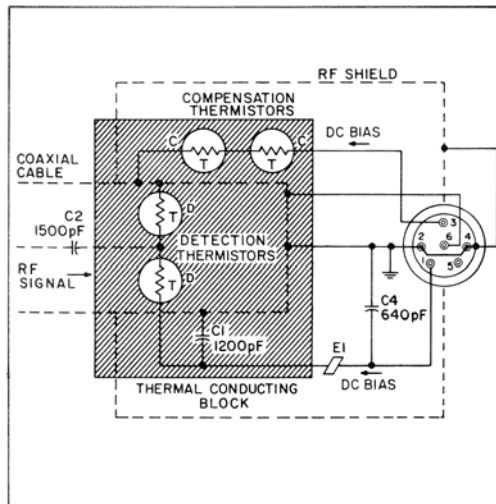 RF SHIELD
COMPENSATION
THERMISTORS
C
C
T
T
DC BIAS
COAXIAL
CABLE
C2
1500pF
D
T
DETECTION
THERMISTORS
RF
SIGNAL
T
D
3
2
6
4
1
5
C4
640pF
C1
1200pF
E1
DC BIAS
THERMAL CONDUCTING
BLOCK